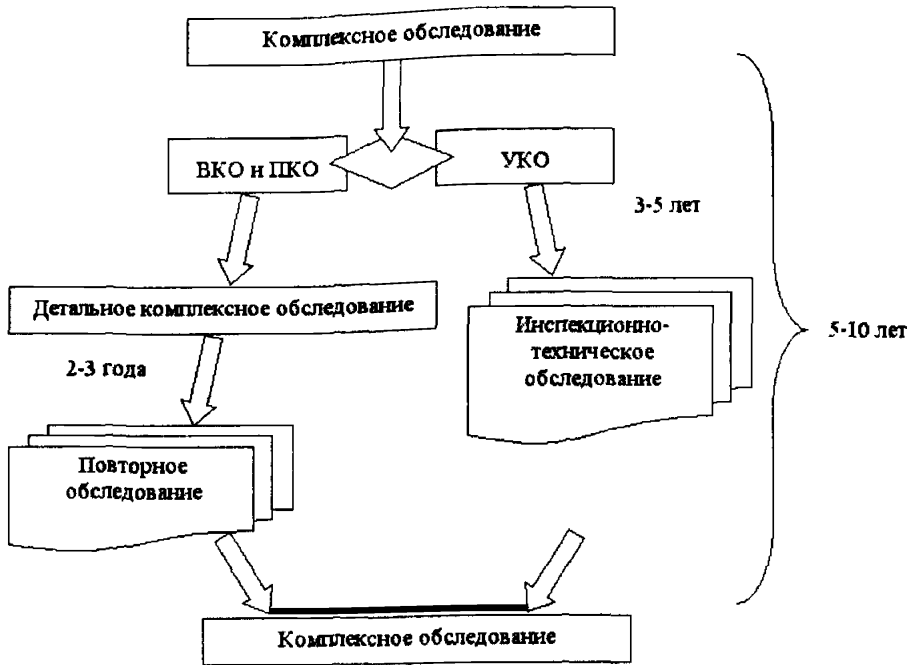 Комплексное обследование
ВКО и ПКО
УКО
3-5 лет
Детальное комплексное обследование
Инспекционно-
техническое
обследование
5-10 лет
2-3 года
Повторное
обследование
Комплексное обследование